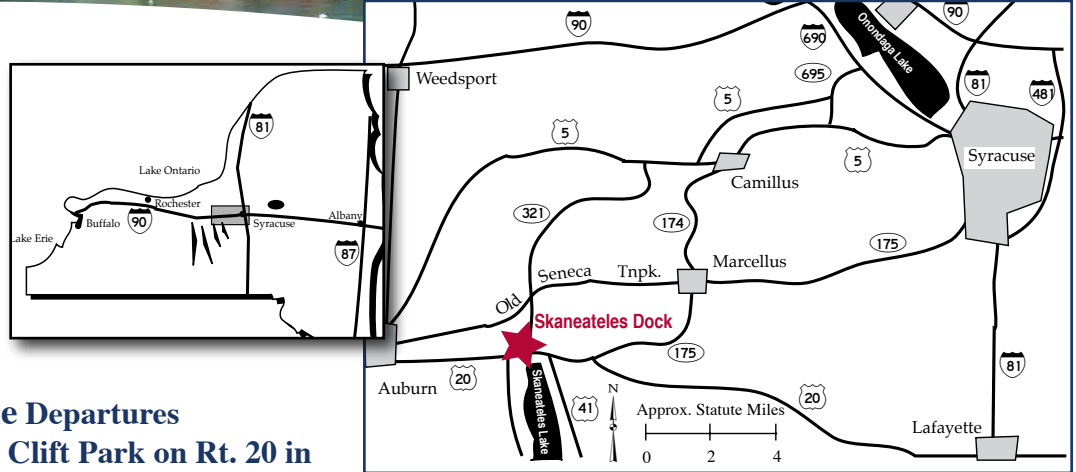 90
90
690
Onondaga Lake
Weedsport
695
81
481
5
81
5
5
Syracuse
Lake Ontario
Camillus
Rochester
321
174
Buffalo
90
Syracuse
Albany
175
Lake Erie
87
Marcellus
Old Seneca Tnpk.
Skaneateles Dock
175
Auburn
20
Skaneateles Lake
41
N
Approx. Statute Miles
0 2 4
20
81
Lafayette
e Departures
Clift Park on Rt. 20 in